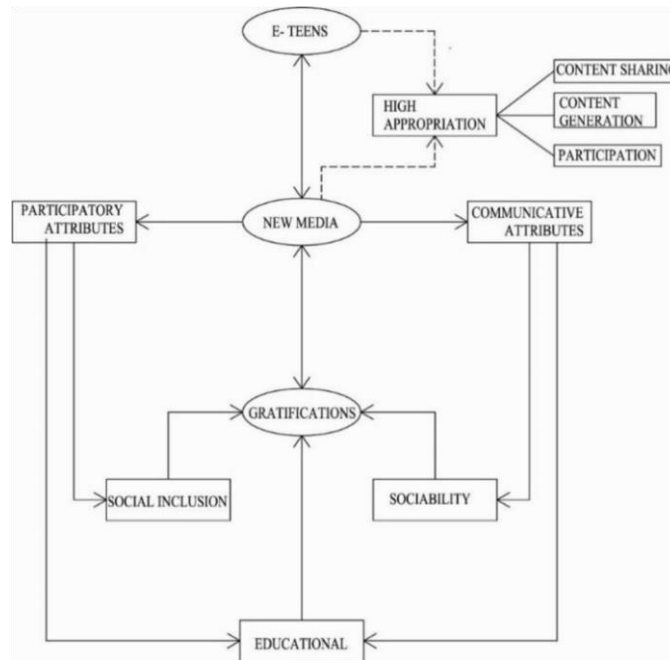 E- TEENS
HIGH
APPROPRIATION
CONTENT SHARING
CONTENT
GENERATION
PARTICIPATION
PARTICIPATORY
ATTRIBUTES
NEW MEDIA
COMMUNICATIVE
ATTRIBUTES
GRATIFICATIONS
SOCIAL INCLUSION
SOCIABILITY
EDUCATIONAL